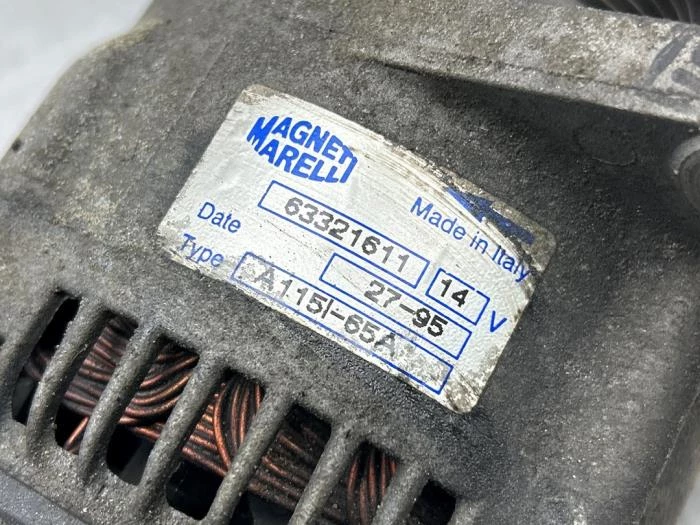 MAGNETI
MARELLI
Made in Italy
63321611 14 V
Date 27-95
Type A115I-65A